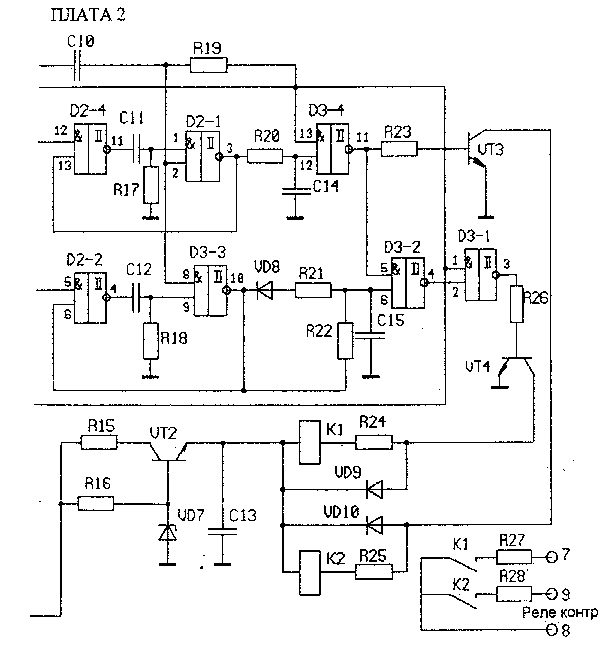 ПЛАТА 2
C10
R19
D2-4
C11
D2-1
R20
D3-4
12
&
11
13
1
&
3
2
13
&
11
12
R23
VT3
R17
C14
D2-2
C12
D3-3
VD8
R21
D3-2
D3-1
5
&
4
6
8
&
10
9
5
&
4
6
1
&
3
2
R18
R22
C15
R26
VT4
R15
VT2
K1
R24
R16
VD9
VD7
C13
VD10
K2
R25
K1
R27
7
K2
R28
9
Реле контр
8